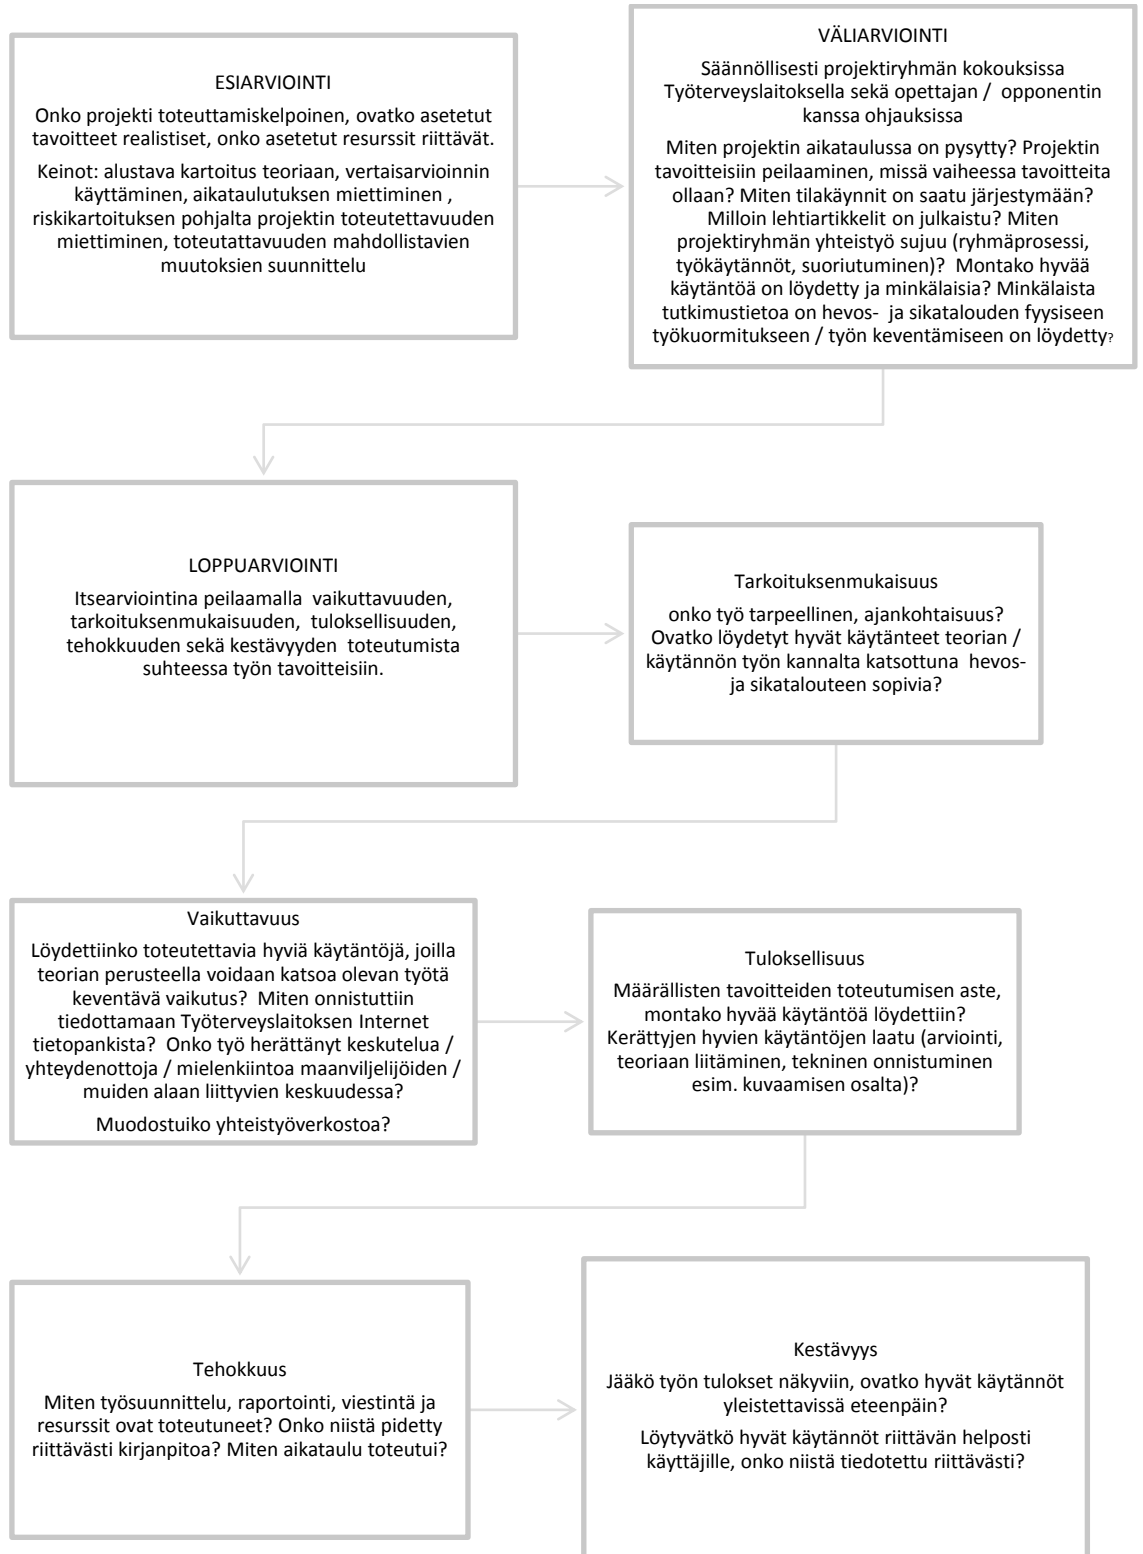 ESIARVIOINTI
Onko projekti toteuttamiskelpoinen, ovatko asetetut
tavoitteet realistiset, onko asetetut resurssit riittävät.
Keinot: alustava kartoitus teoriaan, vertaisarvioinnin
käyttäminen, aikataulutuksen miettiminen ,
riskikartoituksen pohjalta projektin toteutettavuuden
miettiminen, toteutattavuuden mahdollistavien
muutoksien suunnittelu
VÄLIARVIOINTI
Säännöllisesti projektiryhmän kokouksissa
Työterveyslaitoksella sekä opettajan / opponentin
kanssa ohjauksissa
Miten projektin aikataulussa on pysytty? Projektin
tavoitteisiin peilaaminen, missä vaiheessa tavoitteita
ollaan? Miten tilakäynnit on saatu järjestymään?
Milloin lehtiartikkelit on julkaistu? Miten
projektiryhmän yhteistyö sujuu (ryhmäprosessi,
työkäytännöt, suoriutuminen)? Montako hyvää
käytäntöä on löydetty ja minkälaisia? Minkälaista
tutkimustietoa on hevos- ja sikatalouden fyysiseen
työkuormitukseen / työn keventämiseen on löydetty?
LOPPUARVIOINTI
Itsearviointina peilaamalla vaikuttavuuden,
tarkoituksenmukaisuuden, tuloksellisuuden,
tehokkuuden sekä kestävyyden toteutumista
suhteessa työn tavoitteisiin.
Tarkoituksenmukaisuus
onko työ tarpeellinen, ajankohtaisuus?
Ovatko löydetyt hyvät käytänteet teorian /
käytännön työn kannalta katsottuna hevos-
ja sikatalouteen sopivia?
Vaikuttavuus
Löydettiinko toteutettavia hyviä käytäntöjä, joilla
teorian perusteella voidaan katsoa olevan työtä
keventävä vaikutus? Miten onnistuttiin
tiedottamaan Työterveyslaitoksen Internet
tietopankista? Onko työ herättänyt keskutelua /
yhteydenottoja / mielenkiintoa maanviljelijöiden /
muiden alaan liittyvien keskuudessa?
Muodostuiko yhteistyöverkostoa?
Tuloksellisuus
Määrällisten tavoitteiden toteutumisen aste,
montako hyvää käytäntöä löydettiin?
Kerättyjen hyvien käytäntöjen laatu (arviointi,
teoriaan liitäminen, tekninen onnistuminen
esim. kuvaamisen osalta)?
Tehokkuus
Miten työsuunnittelu, raportointi, viestintä ja
resurssit ovat toteutuneet? Onko niistä pidetty
riittävästi kirjanpitoa? Miten aikataulu toteutui?
Kestävyys
Jääkö työn tulokset näkyviin, ovatko hyvät käytännöt
yleistettavissä eteenpäin?
Löytyvätkö hyvät käytännöt riittävän helposti
käyttäjille, onko niistä tiedotettu riittävästi?